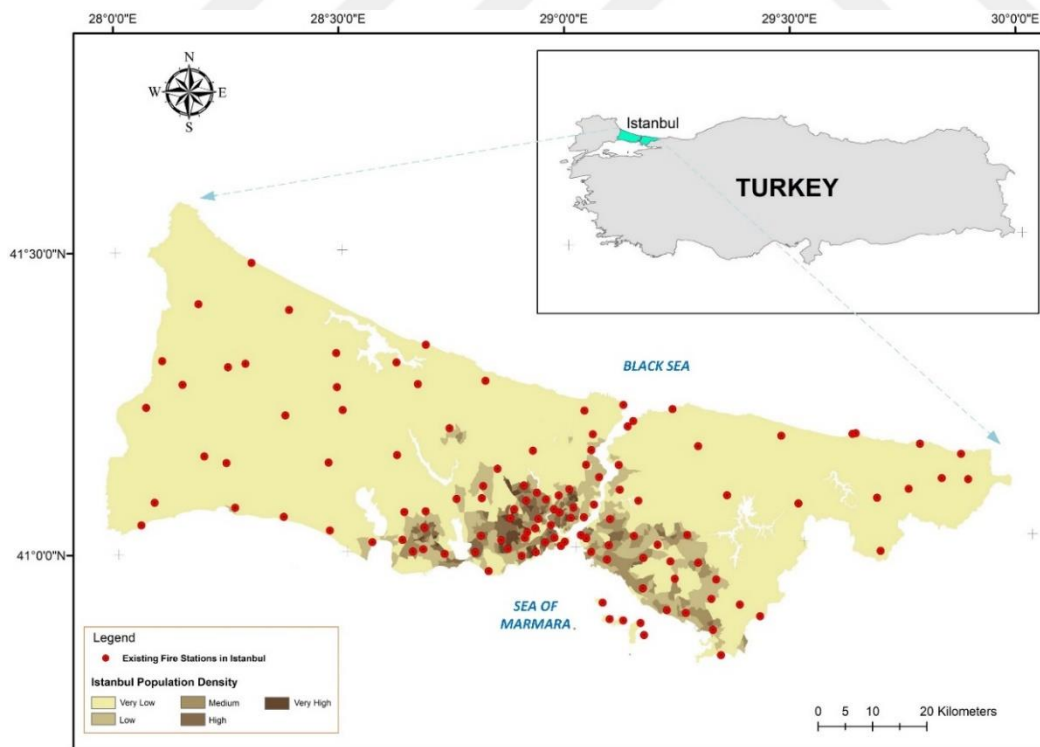 28°0'0"E 28°30'0"E 29°0'0"E 29°30'0"E 30°0'0"E
N
W E
S
Istanbul
TURKEY
41°30'0"N
BLACK SEA
41°0'0"N
SEA OF
MARMARA
Legend
Existing Fire Stations in Istanbul
Istanbul Population Density
Very Low Medium Very High
Low High
0 5 10 20 Kilometers